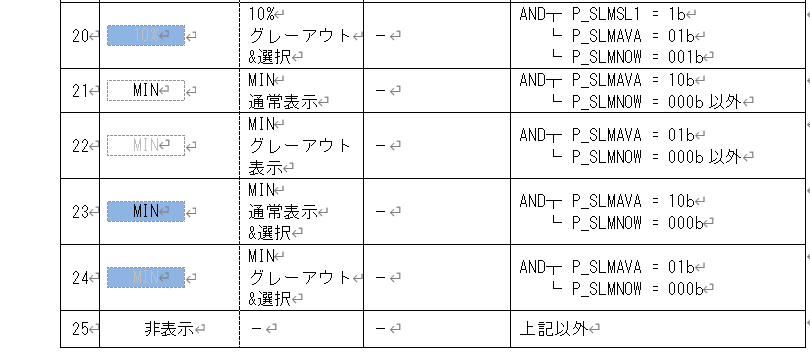 20 10% 10% － AND┬ P_SLMSL1 = 1b
グレーアウト ├ P_SLMAVA = 01b
&選択 └ P_SLMNOW = 001b
21 MIN MIN － AND┬ P_SLMAVA = 10b
通常表示 └ P_SLMNOW = 000b 以外
22 MIN MIN － AND┬ P_SLMAVA = 01b
グレーアウト └ P_SLMNOW = 000b 以外
表示
23 MIN MIN － AND┬ P_SLMAVA = 10b
通常表示 └ P_SLMNOW = 000b
&選択
24 MIN MIN － AND┬ P_SLMAVA = 01b
グレーアウト └ P_SLMNOW = 000b
&選択
25 非表示 － － 上記以外